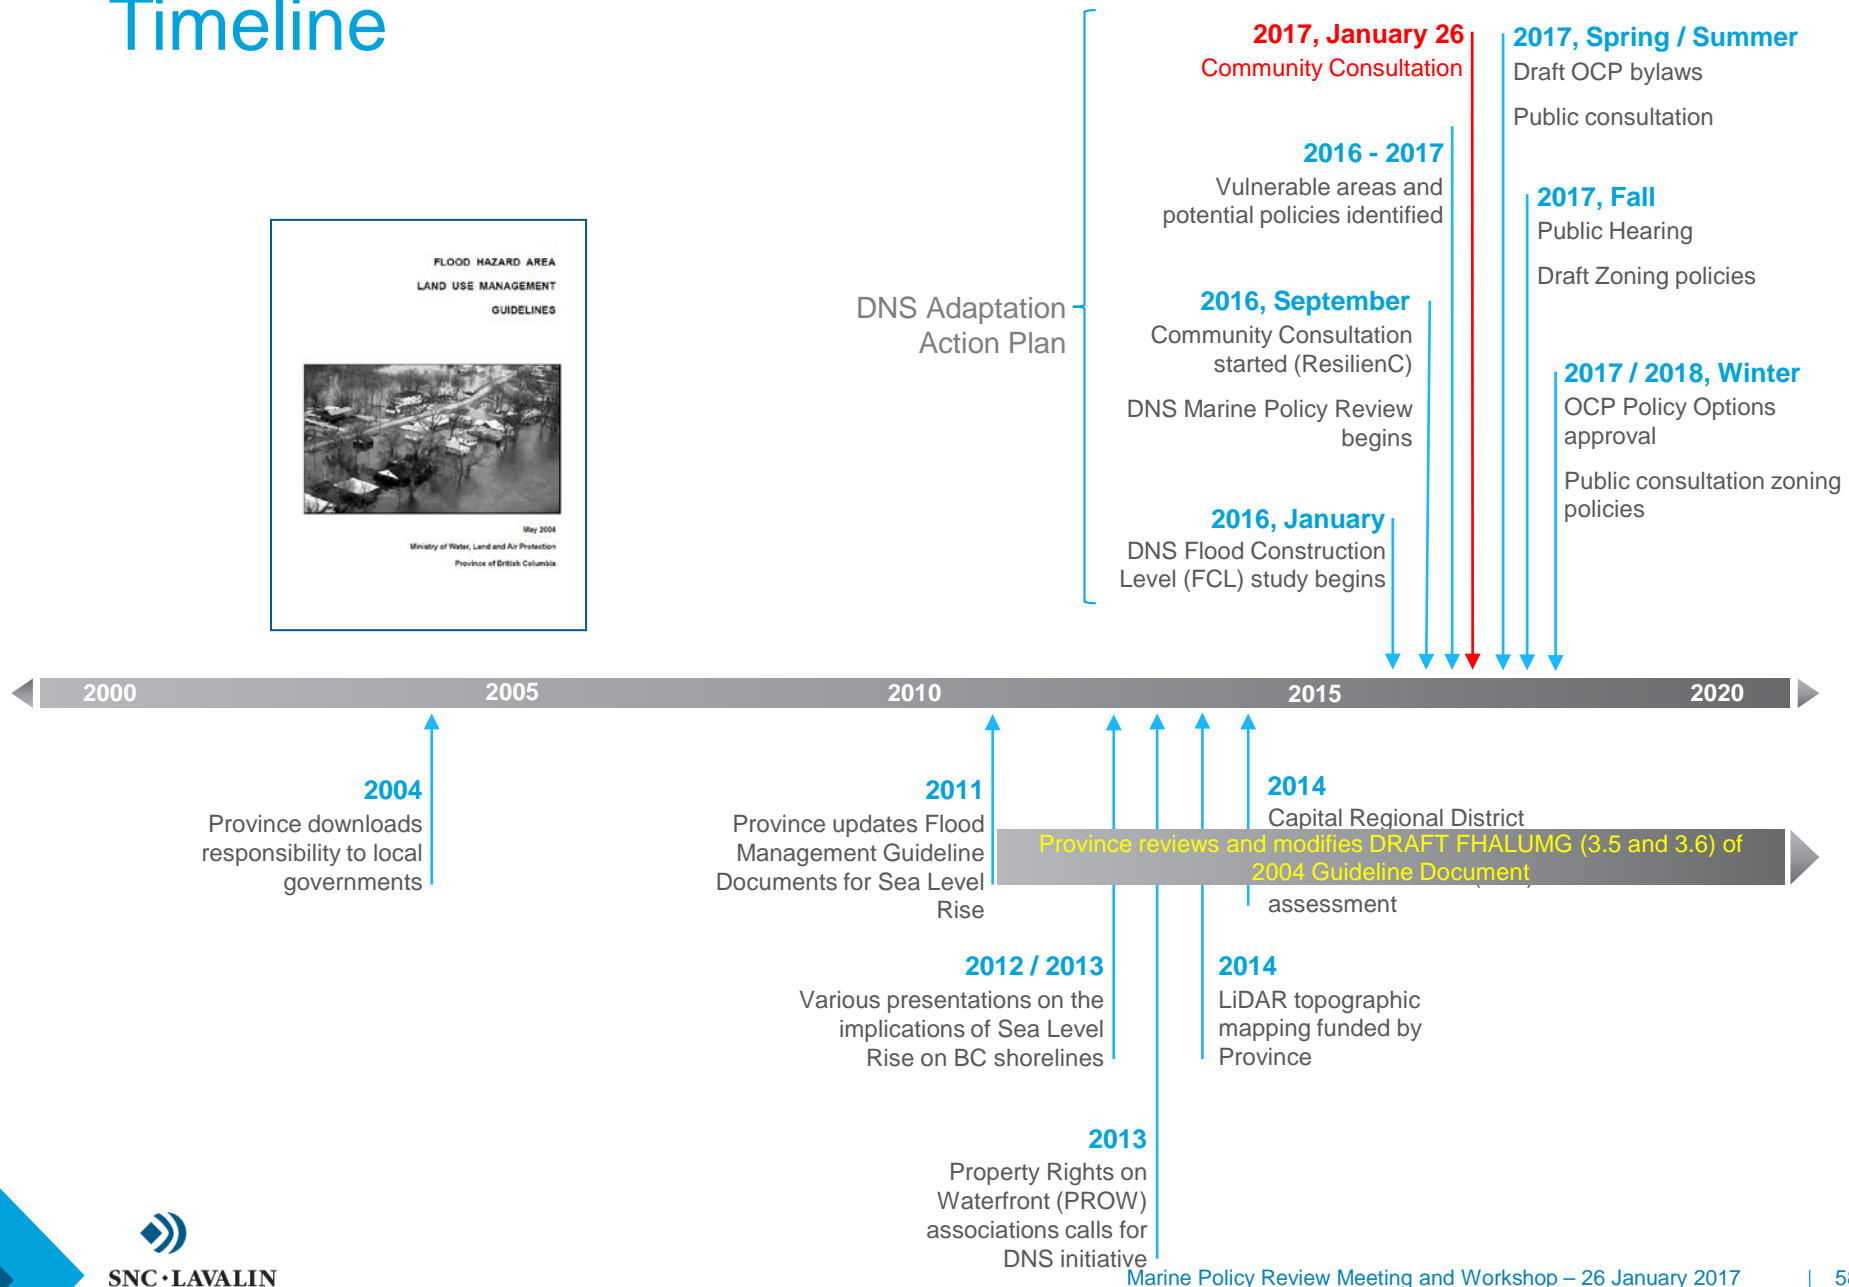 Timeline
2017, January 26
Community Consultation
2017, Spring / Summer
Draft OCP bylaws
Public consultation
2016 - 2017
Vulnerable areas and
potential policies identified
2017, Fall
Public Hearing
Draft Zoning policies
FLOOD HAZARD AREA
LAND USE MANAGEMENT
GUIDELINES
May 2004
Ministry of Water, Land and Air Protection
Province of British Columbia
DNS Adaptation
Action Plan
2016, September
Community Consultation
started (ResilienC)
DNS Marine Policy Review
begins
2017 / 2018, Winter
OCP Policy Options
approval
Public consultation zoning
policies
2016, January
DNS Flood Construction
Level (FCL) study begins
2000
2005
2010
2015
2020
2004
Province downloads
responsibility to local
governments
2011
Province updates Flood
Management Guideline
Documents for Sea Level
Rise
2014
Capital Regional District
Province reviews and modifies DRAFT FHALUMG (3.5 and 3.6) of
2004 Guideline Document
assessment
2012 / 2013
Various presentations on the
implications of Sea Level
Rise on BC shorelines
2014
LiDAR topographic
mapping funded by
Province
2013
Property Rights on
Waterfront (PROW)
associations calls for
DNS initiative
SNC·LAVALIN
Marine Policy Review Meeting and Workshop – 26 January 2017 |